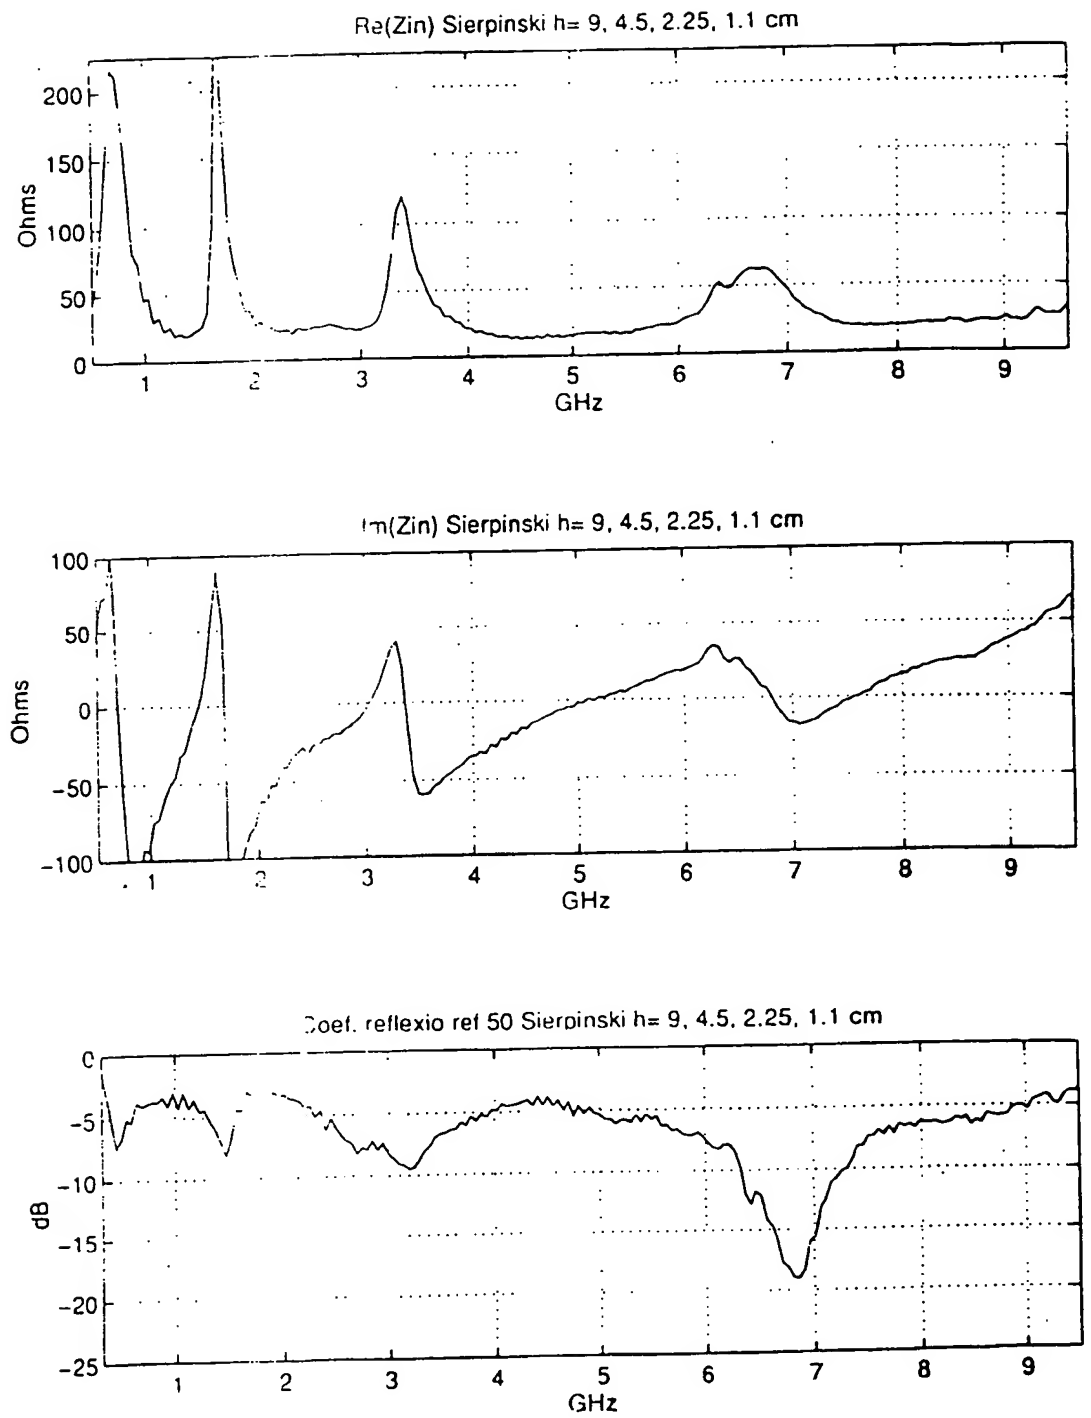 Re(Zin) Sierpinski h= 9, 4.5, 2.25, 1.1 cm
200
150
100
50
0
Ohms
1 2 3 4 5 6 7 8 9
GHz
Im(Zin) Sierpinski h= 9, 4.5, 2.25, 1.1 cm
100
50
0
-50
-100
Ohms
1 2 3 4 5 6 7 8 9
GHz
Coef. reflexio ref 50 Sierpinski h= 9, 4.5, 2.25, 1.1 cm
0
-5
-10
-15
-20
-25
dB
1 2 3 4 5 6 7 8 9
GHz